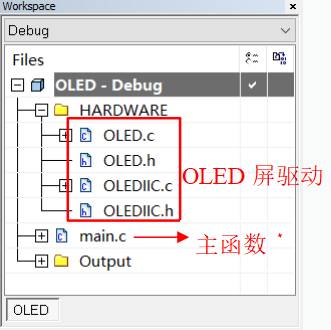 Workspace
Debug
Files
OLED - Debug
HARDWARE
OLED.c
OLED.h
OLEDIIC.c
OLEDIIC.h
OLED 屏驱动
main.c
主函数
Output
OLED